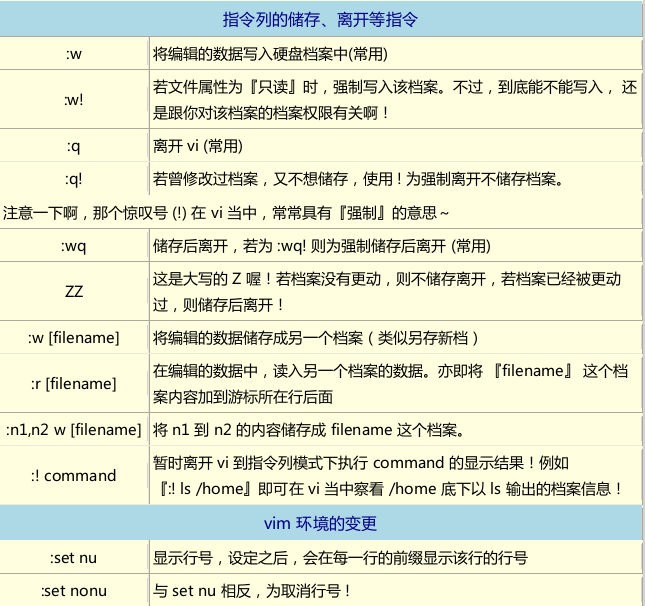 指令列的储存、离开等指令
:w
将编辑的数据写入硬盘档案中(常用)
:w!
若文件属性为『只读』时，强制写入该档案。不过，到底能不能写入， 还
是跟你对该档案的档案权限有关啊！
:q
离开 vi (常用)
:q!
若曾修改过档案，又不想储存，使用 ! 为强制离开不储存档案。
注意一下啊，那个惊叹号 (!) 在 vi 当中，常常具有『强制』的意思～
:wq
储存后离开，若为 :wq! 则为强制储存后离开 (常用)
ZZ
这是大写的 Z 喔！若档案没有更动，则不储存离开，若档案已经被更动
过，则储存后离开！
:w [filename]
将编辑的数据储存成另一个档案（类似另存新档）
:r [filename]
在编辑的数据中，读入另一个档案的数据。亦即将 『filename』 这个档
案内容加到游标所在行后面
:n1,n2 w [filename]
将 n1 到 n2 的内容储存成 filename 这个档案。
:! command
暂时离开 vi 到指令列模式下执行 command 的显示结果！例如
『:! ls /home』即可在 vi 当中察看 /home 底下以 ls 输出的档案信息！
vim 环境的变更
:set nu
显示行号，设定之后，会在每一行的前缀显示该行的行号
:set nonu
与 set nu 相反，为取消行号！